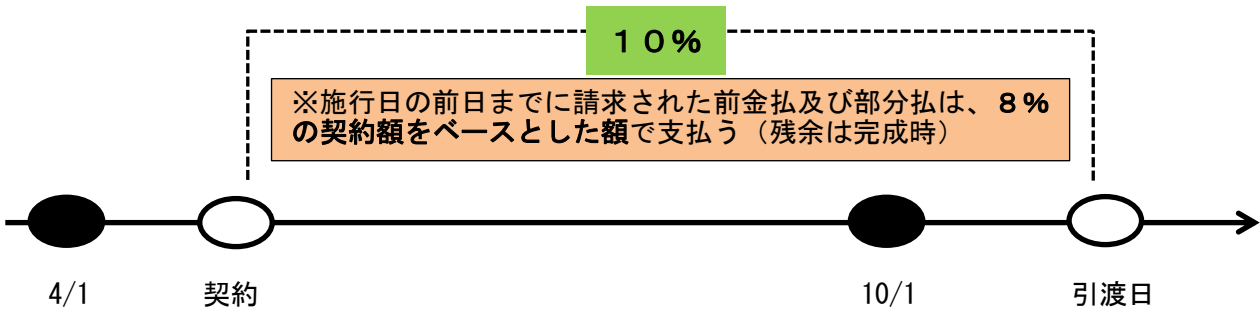 １０％
※施行日の前日までに請求された前金払及び部分払は、８％
の契約額をベースとした額で支払う（残余は完成時）
4/1
契約
10/1
引渡日